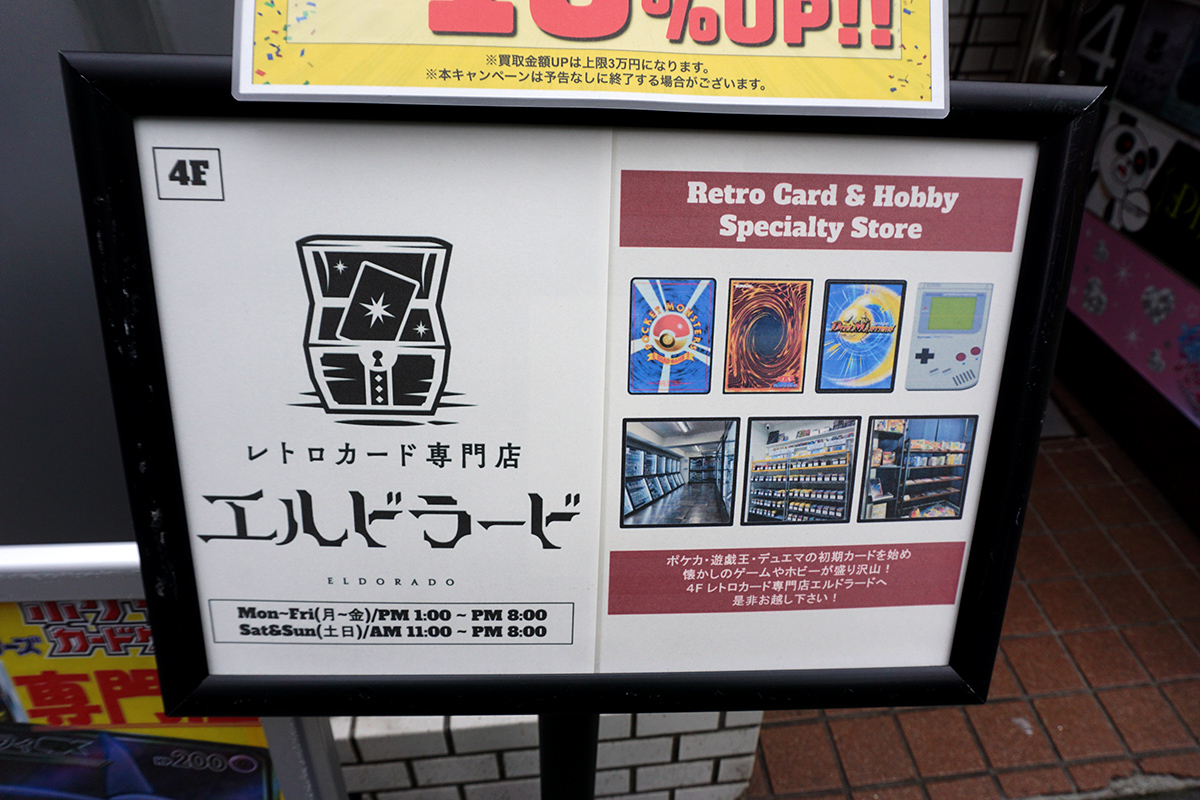 10%UP!!
※買取金額UPは上限3万円になります。
※本キャンペーンは予告なしに終了する場合がございます。
4
4F
レトロカード専門店
エルドラード
ELDORADO
Mon~Fri(月~金)/PM 1:00 ~ PM 8:00
Sat&Sun(土日)/AM 11:00 ~ PM 8:00
Retro Card & Hobby
Specialty Store
POCKET MONSTERS
ポケカ・遊戯王・デュエマの初期カードを始め
懐かしのゲームやホビーが盛り沢山！
4F レトロカード専門店エルドラードへ
是非お越し下さい！
専門店
HP200